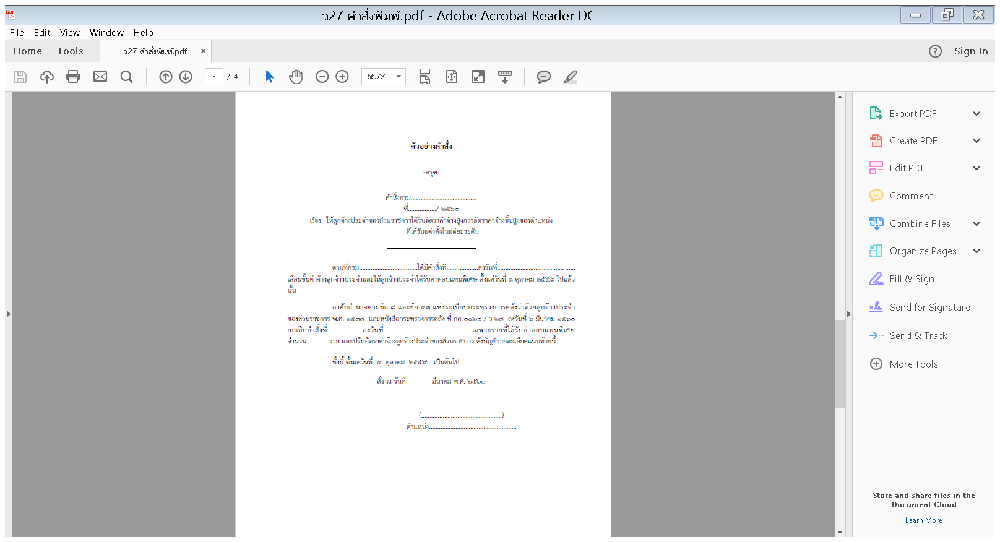 ว27 คำสั่งพิมพ์.pdf - Adobe Acrobat Reader DC
File Edit View Window Help
Home Tools ว27 คำสั่งพิมพ์.pdf × Sign In
3 / 4 66.7%
ตัวอย่างคำสั่ง
-ครุฑ-
คำสั่งกรม..........................................
ที่................../ ๒๕๖๐
เรื่อง ให้ลูกจ้างประจำของส่วนราชการได้รับอัตราค่าจ้างสูงกว่าอัตราค่าจ้างขั้นสูงของตำแหน่ง
ที่ได้รับแต่งตั้งในแต่ละระดับ
ตามที่กรม.....................................ได้มีคำสั่งที่....................ลงวันที่.......................................... ......
เลื่อนขั้นค่าจ้างลูกจ้างประจำและให้ลูกจ้างประจำได้รับค่าตอบแทนพิเศษ ตั้งแต่วันที่ ๑ ตุลาคม ๒๕๕๙ ไปแล้ว
นั้น
อาศัยอำนาจตามข้อ ๘ และข้อ ๑๓ แห่งระเบียบกระทรวงการคลังว่าด้วยลูกจ้างประจำ
ของส่วนราชการ พ.ศ. ๒๕๓๗ และหนังสือกระทรวงการคลัง ที่ กค ๐๔๒๐ / ว ๒๗ ลงวันที่ ๖ มีนาคม ๒๕๖๐
ยกเลิกคำสั่งที่....................ลงวันที่................................................ เฉพาะรายที่ได้รับค่าตอบแทนพิเศษ
จำนวน..............ราย และปรับอัตราค่าจ้างลูกจ้างประจำของส่วนราชการ ดังบัญชีรายละเอียดแนบท้ายนี้
ทั้งนี้ ตั้งแต่วันที่ ๑ ตุลาคม ๒๕๕๙ เป็นต้นไป
สั่ง ณ วันที่ มีนาคม พ.ศ. ๒๕๖๐
(..................................................)
ตำแหน่ง.......................................................
Export PDF
Create PDF
Edit PDF
Comment
Combine Files
Organize Pages
Fill & Sign
Send for Signature
Send & Track
More Tools
Store and share files in the
Document Cloud
Learn More